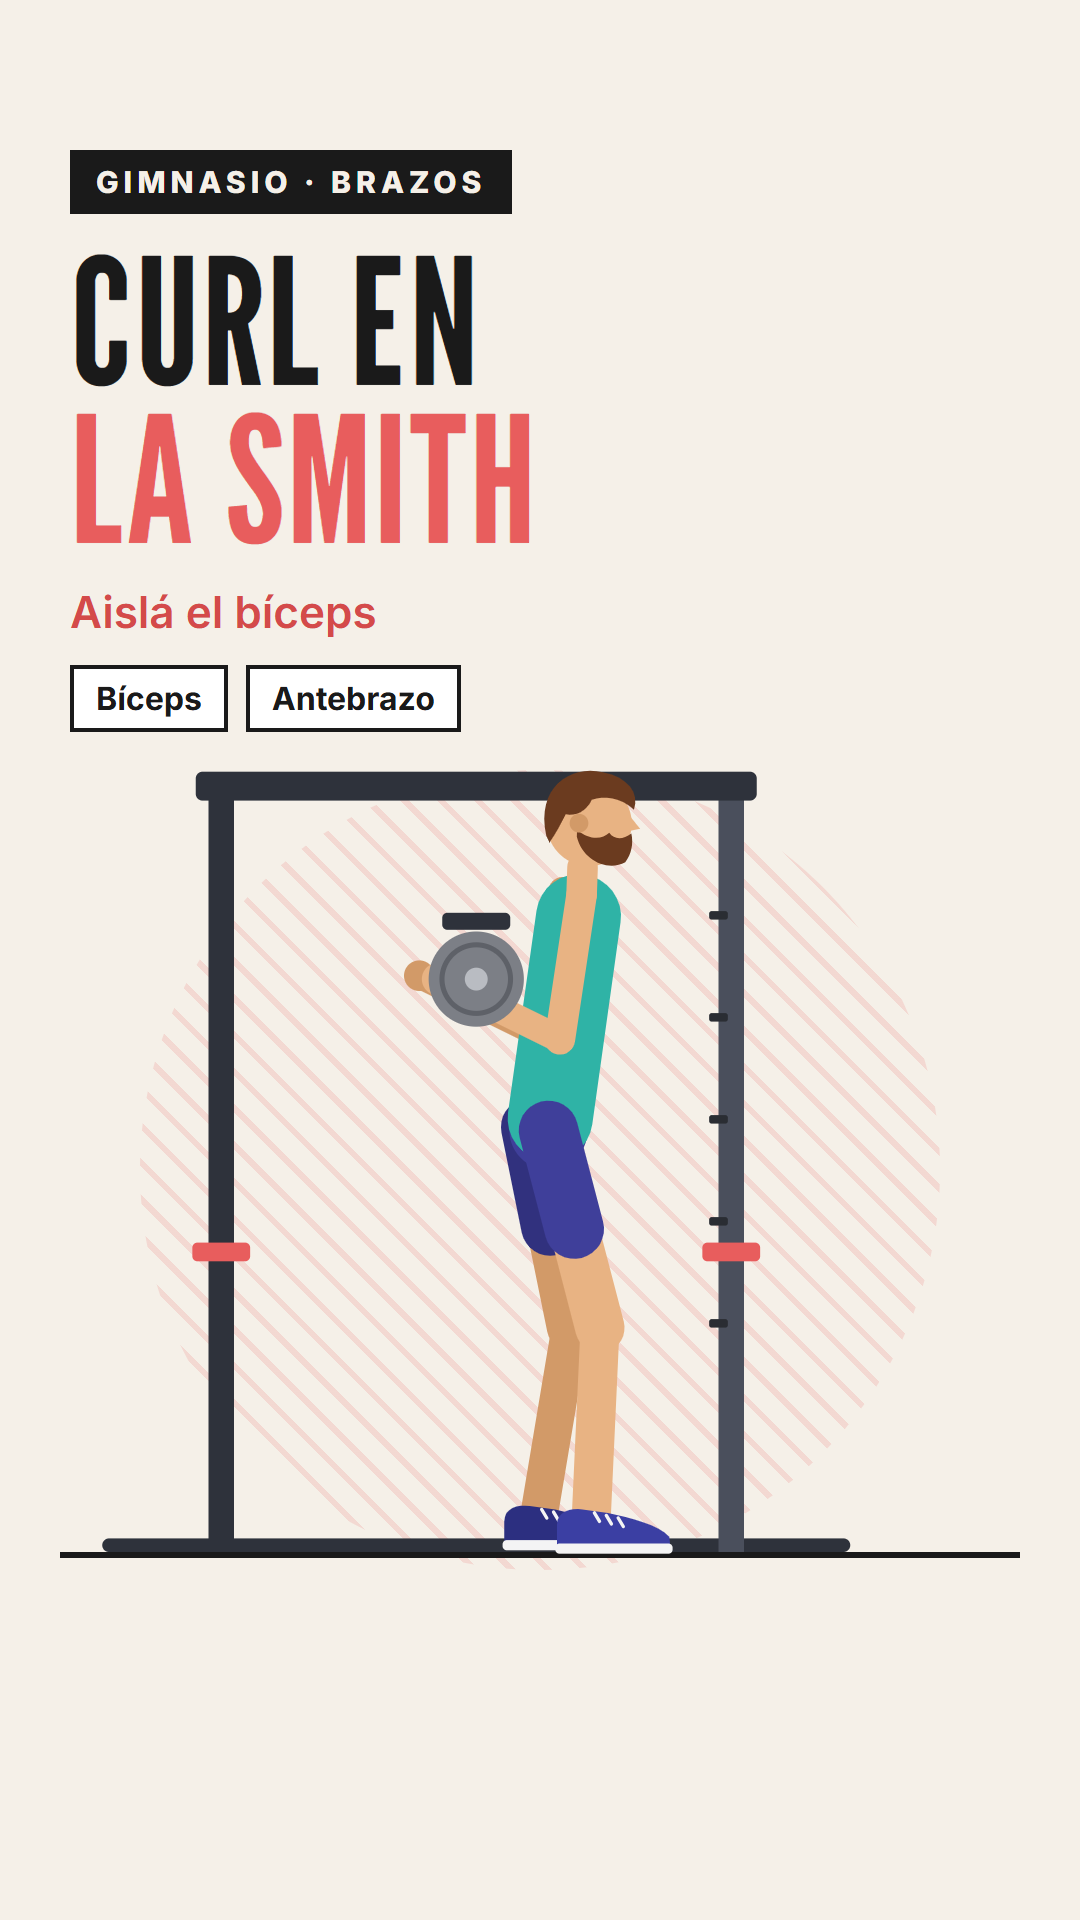 GIMNASIO · BRAZOS
CURL EN
LA SMITH
Aislá el bíceps
Bíceps
Antebrazo